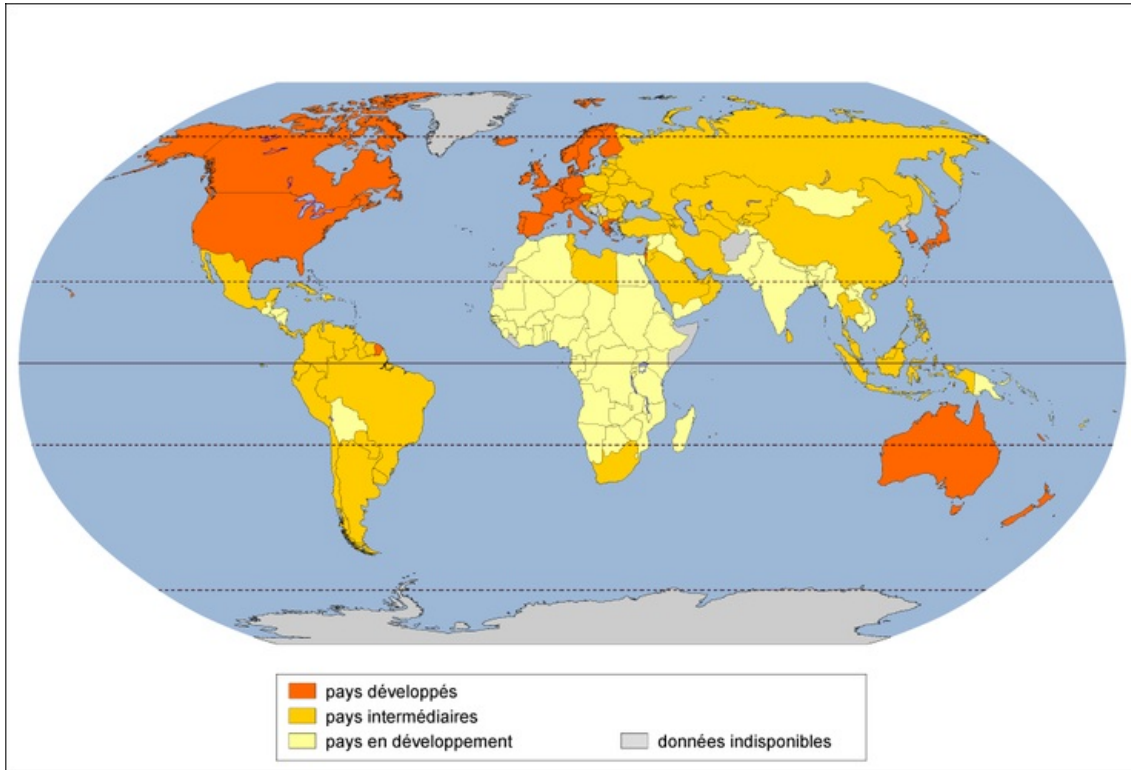 pays développés
pays intermédiaires
pays en développement
données indisponibles